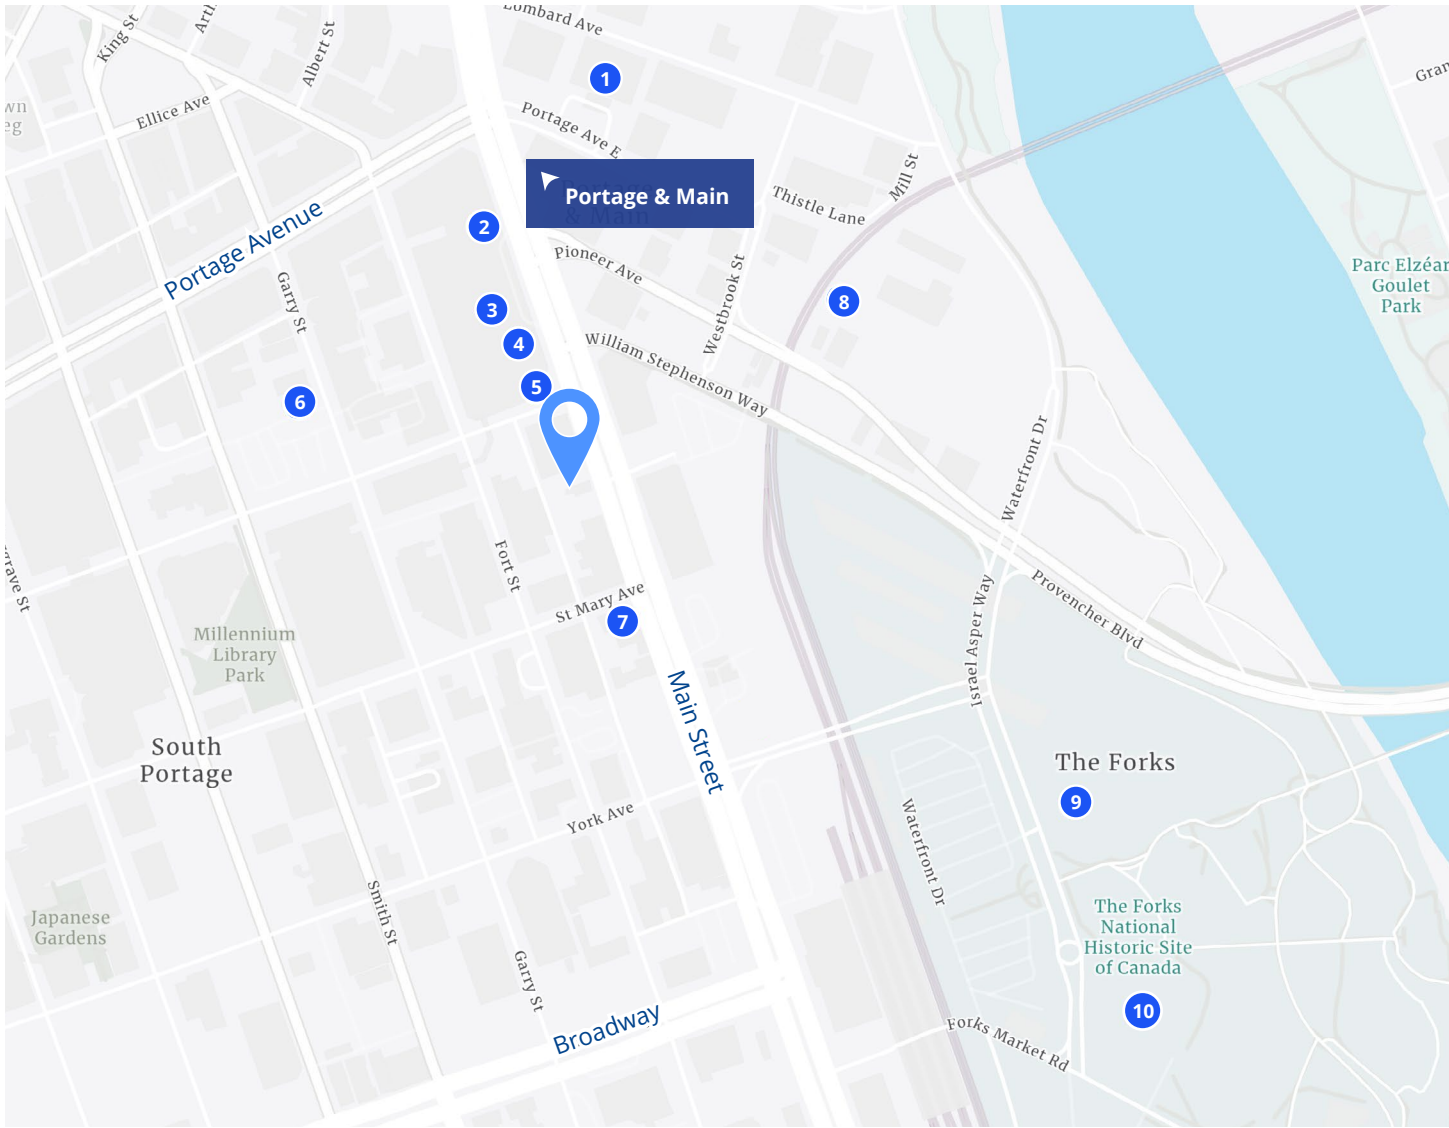 Lombard Ave
King St
Albert St
1
Ellice Ave
Portage Ave E
Portage & Main
Mill St
Thistle Lane
2
Portage Avenue
Pioneer Ave
Westbrook St
Garry St
3
8
4
William Stephenson Way
Parc Elzéar
Goulet
Park
5
6
Waterfront Dr
Fort St
St Mary Ave
7
Israel Asper Way
Provencher Blvd
Millennium
Library
Park
South
Portage
Main Street
The Forks
9
York Ave
Waterfront Dr
Smith St
Japanese
Gardens
The Forks
National
Historic Site
of Canada
Garry St
10
Broadway
Forks Market Rd